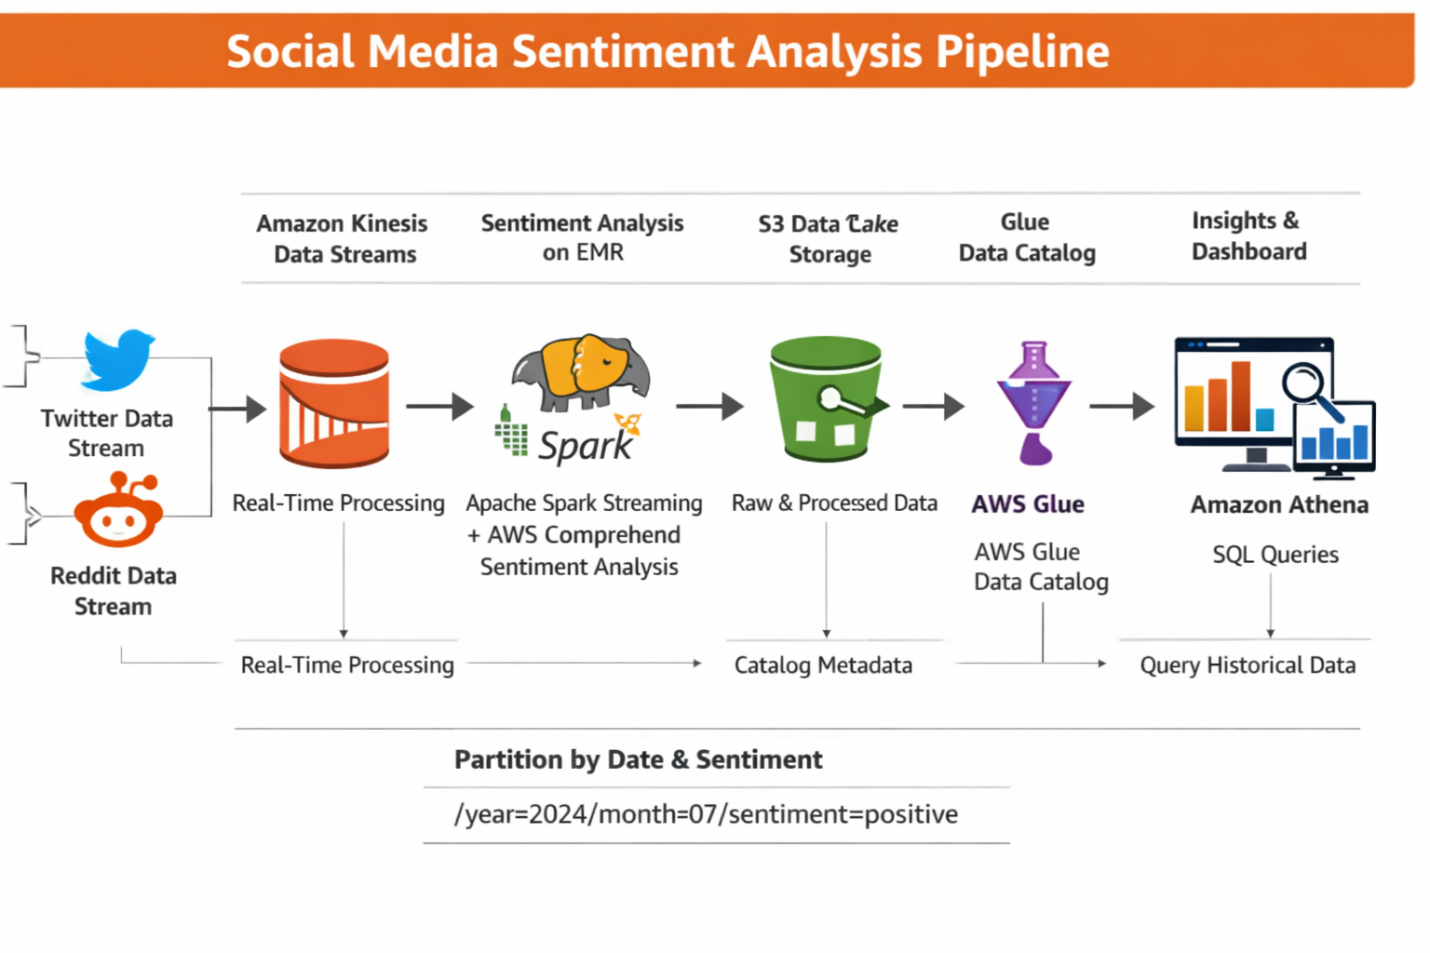 Social Media Sentiment Analysis Pipeline
Amazon Kinesis
Data Streams
Sentiment Analysis
on EMR
S3 Data Cake
Storage
Glue
Data Catalog
Insights &
Dashboard
Twitter Data
Stream
Reddit Data
Stream
Spark
Real-Time Processing
Apache Spark Streaming
+ AWS Comprehend
Sentiment Analysis
Raw & Processed Data
AWS Glue
AWS Glue
Data Catalog
Amazon Athena
SQL Queries
Real-Time Processing
Catalog Metadata
Query Historical Data
Partition by Date & Sentiment
/year=2024/month=07/sentiment=positive